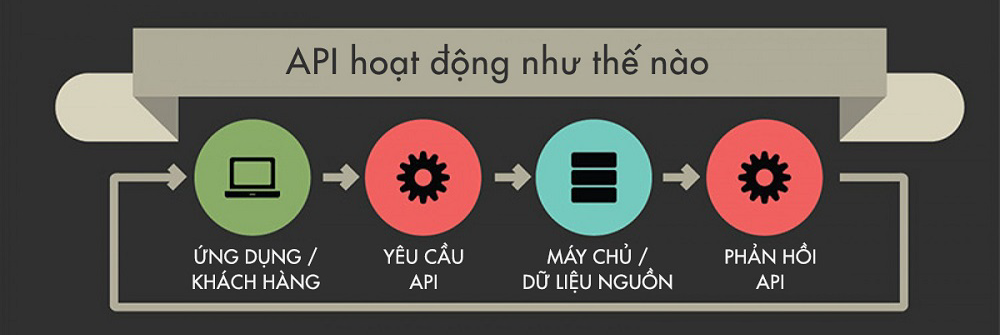 API hoạt động như thế nào
ỨNG DỤNG /
KHÁCH HÀNG
YÊU CẦU
API
MÁY CHỦ /
DỮ LIỆU NGUỒN
PHẢN HỒI
API